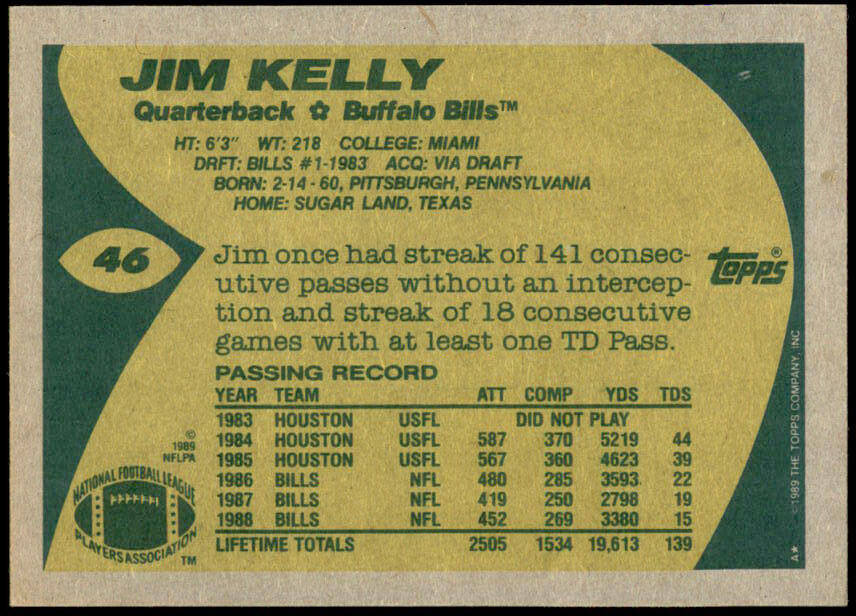 JIM KELLY
Quarterback ✿ Buffalo Bills™
HT: 6'3" WT: 218 COLLEGE: MIAMI
DRFT: BILLS #1-1983 ACQ: VIA DRAFT
BORN: 2-14-60, PITTSBURGH, PENNSYLVANIA
HOME: SUGAR LAND, TEXAS
46
Jim once had streak of 141 consec-
utive passes without an intercep-
tion and streak of 18 consecutive
games with at least one TD Pass.
topps®
PASSING RECORD
YEAR TEAM ATT COMP YDS TDS
1983 HOUSTON USFL DID NOT PLAY
1984 HOUSTON USFL 587 370 5219 44
1985 HOUSTON USFL 567 360 4623 39
1986 BILLS NFL 480 285 3593 22
1987 BILLS NFL 419 250 2798 19
1988 BILLS NFL 452 269 3380 15
LIFETIME TOTALS 2505 1534 19,613 139
©
1989
NFLPA
NATIONAL FOOTBALL LEAGUE
PLAYERS ASSOCIATION
TM
A★ ©1989 THE TOPPS COMPANY, INC